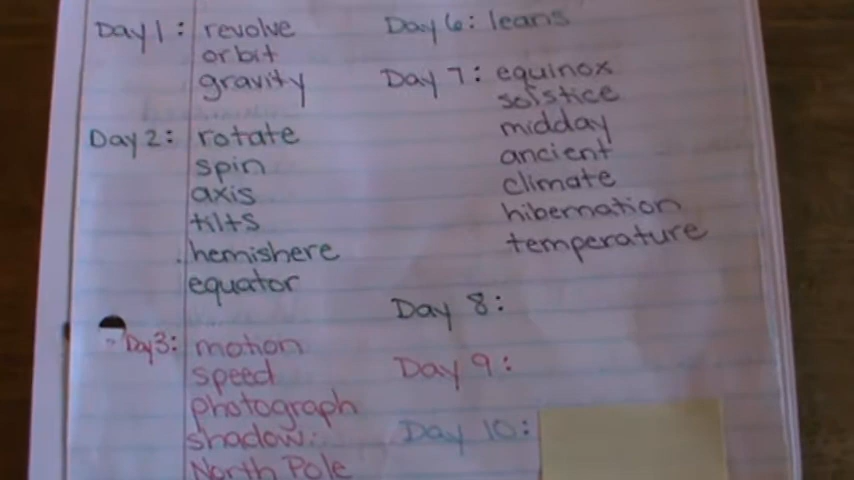 Day 1: revolve
orbit
gravity
Day 2: rotate
spin
axis
tilts
hemishere
equator
Day 3: motion
speed
photograph
shadow
North Pole
Day 6: leans
Day 7: equinox
solstice
midday
ancient
climate
hibernation
temperature
Day 8:
Day 9:
Day 10: